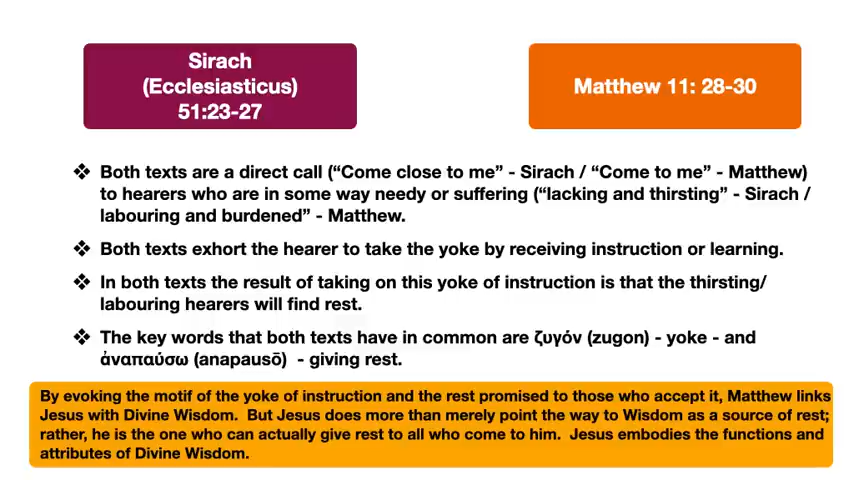 Sirach
(Ecclesiasticus)
51:23-27
Matthew 11: 28-30
❖ Both texts are a direct call (“Come close to me” - Sirach / “Come to me” - Matthew)
to hearers who are in some way needy or suffering (“lacking and thirsting” - Sirach /
labouring and burdened” - Matthew.
❖ Both texts exhort the hearer to take the yoke by receiving instruction or learning.
❖ In both texts the result of taking on this yoke of instruction is that the thirsting/
labouring hearers will find rest.
❖ The key words that both texts have in common are ζυγόν (zugon) - yoke - and
ἀναπαύσω (anapausō)  - giving rest.
By evoking the motif of the yoke of instruction and the rest promised to those who accept it, Matthew links
Jesus with Divine Wisdom.  But Jesus does more than merely point the way to Wisdom as a source of rest;
rather, he is the one who can actually give rest to all who come to him.  Jesus embodies the functions and
attributes of Divine Wisdom.